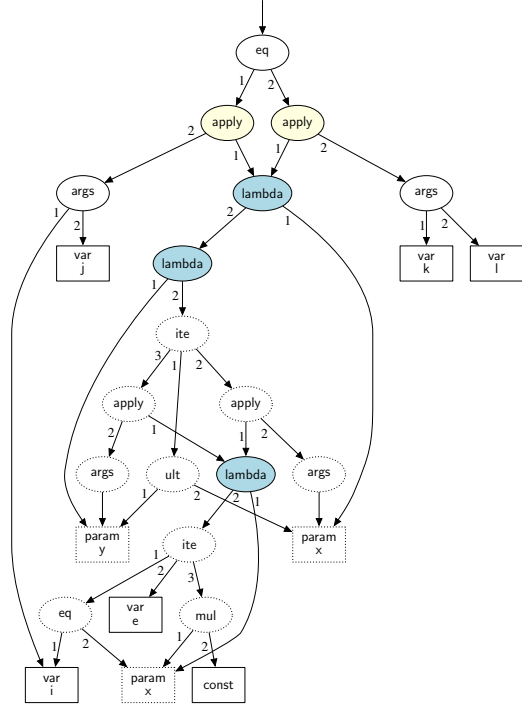 eq
1 2
apply apply
2 1 1 2
args lambda args
1 2 2 1 1 2
var
j
lambda
var
k
var
l
1 2
ite
3 1 2
apply apply
2 1 1 2
args ult lambda args
1 2 2 1
param
y
ite
param
x
1 2 3
eq
var
e
mul
1 2 1 2
var
i
param
x
const